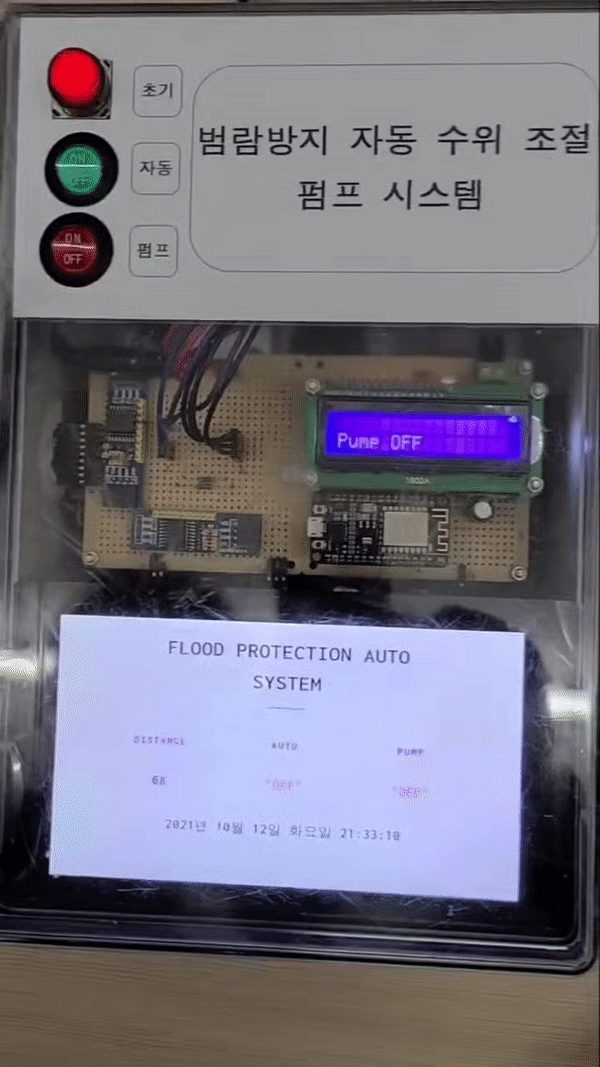 초기
범람방지 자동 수위 조절
펌프 시스템
ON
OFF
자동
ON
OFF
펌프
Pump OFF
1602A
FLOOD PROTECTION AUTO
SYSTEM
DISTANCE AUTO PUMP
68 "OFF" "OFF"
2021년 10월 12일 화요일 21:33:10